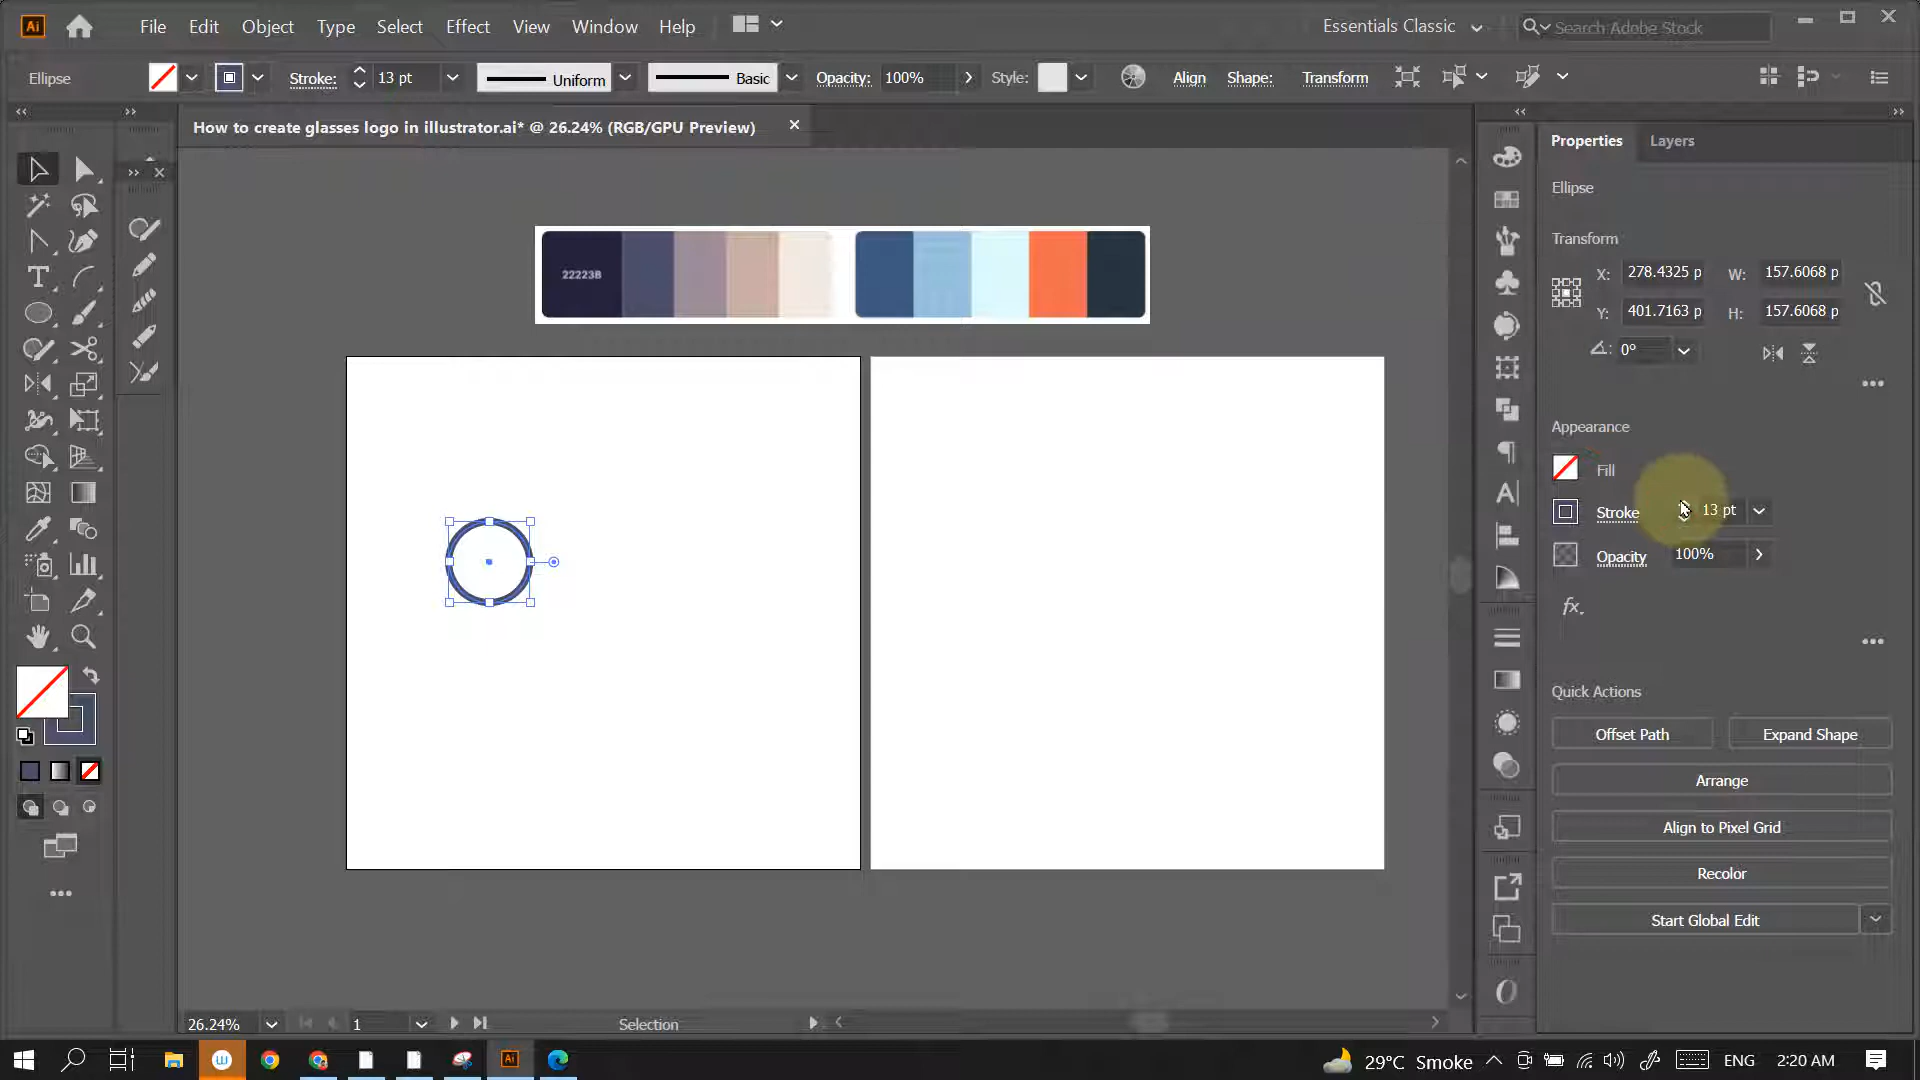 Ai File Edit Object Type Select Effect View Window Help Essentials Classic Search Adobe Stock
Ellipse Stroke: 13 pt Uniform Basic Opacity: 100% Style: Align Shape: Transform
How to create glasses logo in illustrator.ai* @ 26.24% (RGB/GPU Preview)
Properties Layers
Ellipse
Transform
X: 278.4325 p W: 157.6068 p
Y: 401.7163 p H: 157.6068 p
0°
22223B
Appearance
Fill
Stroke 13 pt
Opacity 100%
fx
Quick Actions
Offset Path Expand Shape
Arrange
Align to Pixel Grid
Recolor
Start Global Edit
26.24% 1 Selection
Ai 29°C Smoke ENG 2:20 AM